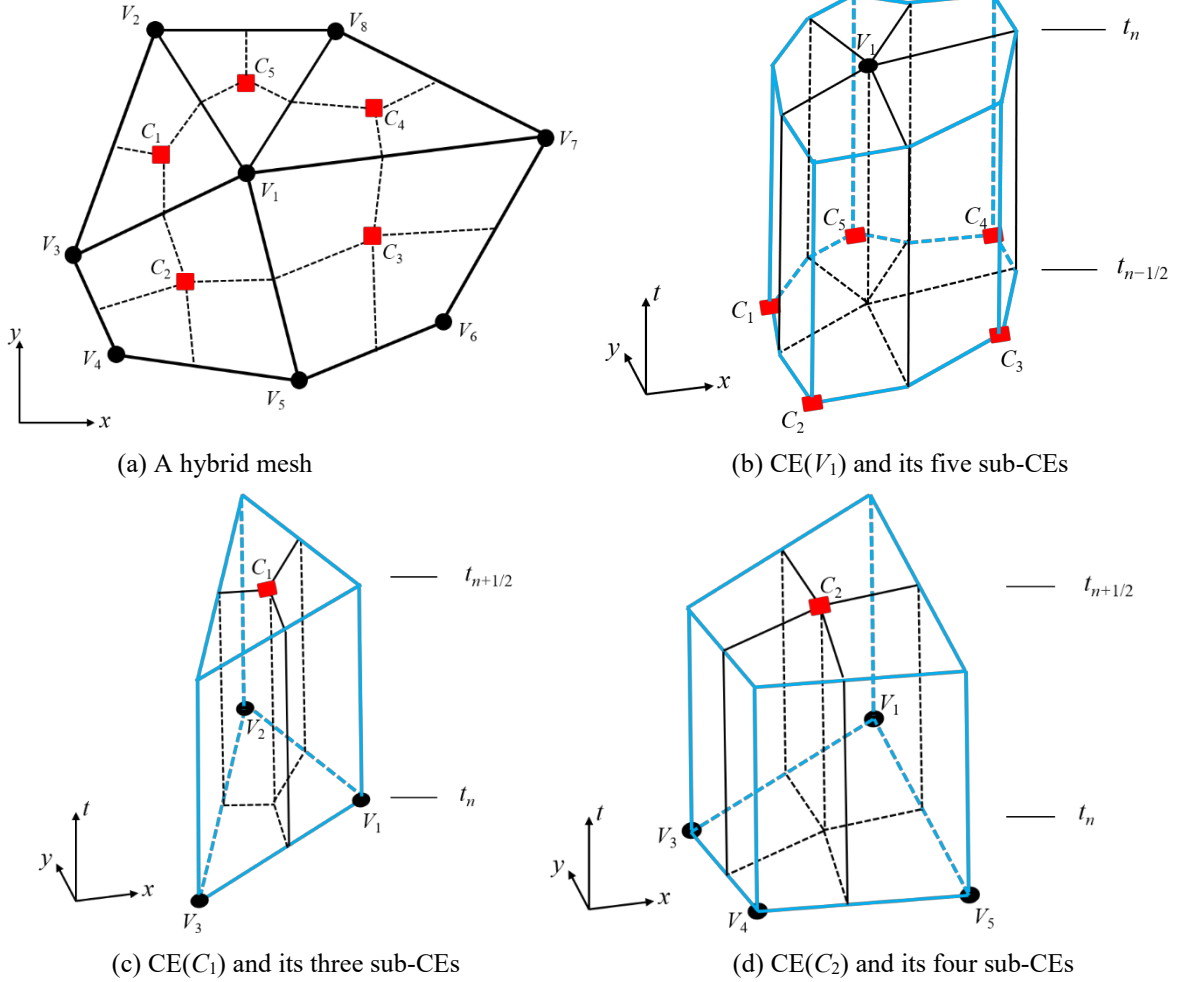 V₂
V₈
C₅
C₄
C₁
V₇
V₁
V₃
C₂
C₃
V₆
V₄
V₅
y
x
(a) A hybrid mesh
tₙ
V₁
C₅
C₄
tₙ₋₁/₂
C₁
t
y
x
C₃
C₂
(b) CE(V₁) and its five sub-CEs
C₁
tₙ₊₁/₂
V₂
V₁
tₙ
t
y
x
V₃
(c) CE(C₁) and its three sub-CEs
C₂
tₙ₊₁/₂
V₁
V₃
tₙ
t
y
x
V₄
V₅
(d) CE(C₂) and its four sub-CEs